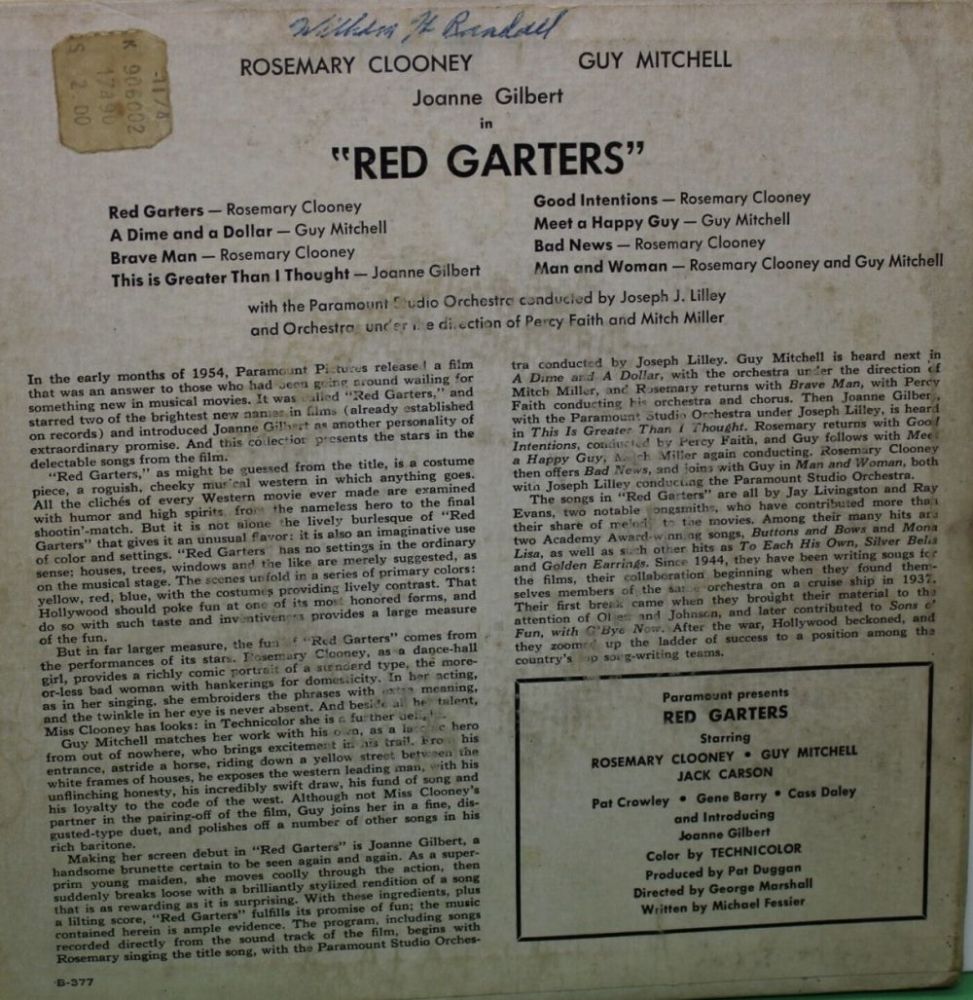 William H Randall
-11/8
K 906002
17890
S 2 00
ROSEMARY CLOONEY GUY MITCHELL
Joanne Gilbert
in
"RED GARTERS"
Red Garters — Rosemary Clooney
A Dime and a Dollar — Guy Mitchell
Brave Man — Rosemary Clooney
This is Greater Than I Thought — Joanne Gilbert
Good Intentions — Rosemary Clooney
Meet a Happy Guy — Guy Mitchell
Bad News — Rosemary Clooney
Man and Woman — Rosemary Clooney and Guy Mitchell
with the Paramount Studio Orchestra conducted by Joseph J. Lilley
and Orchestra under the direction of Percy Faith and Mitch Miller
In the early months of 1954, Paramount Pictures released a film
that was an answer to those who had been going around wailing for
something new in musical movies. It was called "Red Garters," and
starred two of the brightest new names in films (already established
on records) and introduced Joanne Gilbert as another personality of
extraordinary promise. And this collection presents the stars in the
delectable songs from the film.
"Red Garters," as might be guessed from the title, is a costume
piece, a roguish, cheeky musical western in which anything goes.
All the clichés of every Western movie ever made are examined
with humor and high spirits from the nameless hero to the final
shootin'-match. But it is not alone the lively burlesque of "Red
Garters" that gives it an unusual flavor: it is also an imaginative use
of color and settings. "Red Garters" has no settings in the ordinary
sense; houses, trees, windows and the like are merely suggested, as
on the musical stage. The scenes unfold in a series of primary colors:
yellow, red, blue, with the costumes providing lively contrast. That
Hollywood should poke fun at one of its most honored forms, and
do so with such taste and inventiveness provides a large measure
of the fun.
But in far larger measure, the fun of "Red Garters" comes from
the performances of its stars. Rosemary Clooney, as a dance-hall
girl, provides a richly comic portrait of a standard type, the more-
or-less bad woman with hankerings for domesticity. In her acting,
as in her singing, she embroiders the phrases with extra meaning,
and the twinkle in her eye is never absent. And beside all her talent,
Miss Clooney has looks: in Technicolor she is a further
Guy Mitchell matches her work with his own, as a hero
from out of nowhere, who brings excitement in his trail. From his
entrance, astride a horse, riding down a yellow street between the
white frames of houses, he exposes the western leading man, with his
unflinching honesty, his incredibly swift draw, his fund of song and
his loyalty to the code of the west. Although not Miss Clooney's
partner in the pairing-off of the film, Guy joins her in a fine, dis-
gusted-type duet, and polishes off a number of other songs in his
rich baritone.
Making her screen debut in "Red Garters" is Joanne Gilbert, a
handsome brunette certain to be seen again and again. As a super-
prim young maiden, she moves coolly through the action, then
suddenly breaks loose with a brilliantly stylized rendition of a song
that is as rewarding as it is surprising. With these ingredients, plus
a lilting score, "Red Garters" fulfills its promise of fun; the music
contained herein is ample evidence. The program, including songs
recorded directly from the sound track of the film, begins with
Rosemary singing the title song, with the Paramount Studio Orches-
tra conducted by Joseph Lilley. Guy Mitchell is heard next in
A Dime and A Dollar, with the orchestra under the direction of
Mitch Miller, and Rosemary returns with Brave Man, with Percy
Faith conducting his orchestra and chorus. Then Joanne Gilbert,
with the Paramount Studio Orchestra under Joseph Lilley, is heard
in This Is Greater Than I Thought. Rosemary returns with Good
Intentions, conducted by Percy Faith, and Guy follows with Meet
a Happy Guy, Mitch Miller again conducting. Rosemary Clooney
then offers Bad News, and joins with Guy in Man and Woman, both
with Joseph Lilley conducting the Paramount Studio Orchestra.
The songs in "Red Garters" are all by Jay Livingston and Ray
Evans, two notable songsmiths, who have contributed more than
their share of melody to the movies. Among their many hits are
two Academy Award-winning songs, Buttons and Bows and Mona
Lisa, as well as such other hits as To Each His Own, Silver Bells
and Golden Earrings. Since 1944, they have been writing songs for
the films, their collaboration beginning when they found them-
selves members of the same orchestra on a cruise ship in 1937.
Their first break came when they brought their material to the
attention of Olsen and Johnson, and later contributed to Sons o'
Fun, with G'Bye Now. After the war, Hollywood beckoned, and
they zoomed up the ladder of success to a position among the
country's top song-writing teams.
Paramount presents
RED GARTERS
Starring
ROSEMARY CLOONEY • GUY MITCHELL
JACK CARSON
Pat Crowley • Gene Barry • Cass Daley
and Introducing
Joanne Gilbert
Color by TECHNICOLOR
Produced by Pat Duggan
Directed by George Marshall
Written by Michael Fessier
B-377